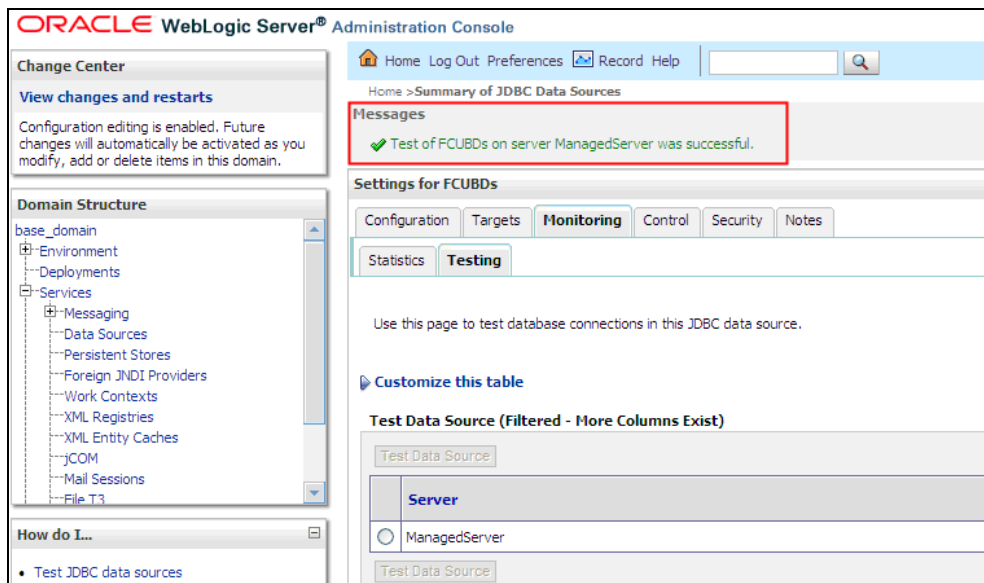 ORACLE WebLogic Server® Administration Console
Change Center
View changes and restarts
Configuration editing is enabled. Future
changes will automatically be activated as you
modify, add or delete items in this domain.
Domain Structure
base_domain
Environment
Deployments
Services
Messaging
Data Sources
Persistent Stores
Foreign JNDI Providers
Work Contexts
XML Registries
XML Entity Caches
jCOM
Mail Sessions
File T3
How do I...
Test JDBC data sources
Home Log Out Preferences Record Help
Home >Summary of JDBC Data Sources
Messages
Test of FCUBDs on server ManagedServer was successful.
Settings for FCUBDs
Configuration Targets Monitoring Control Security Notes
Statistics Testing
Use this page to test database connections in this JDBC data source.
Customize this table
Test Data Source (Filtered - More Columns Exist)
Test Data Source
Server
ManagedServer
Test Data Source